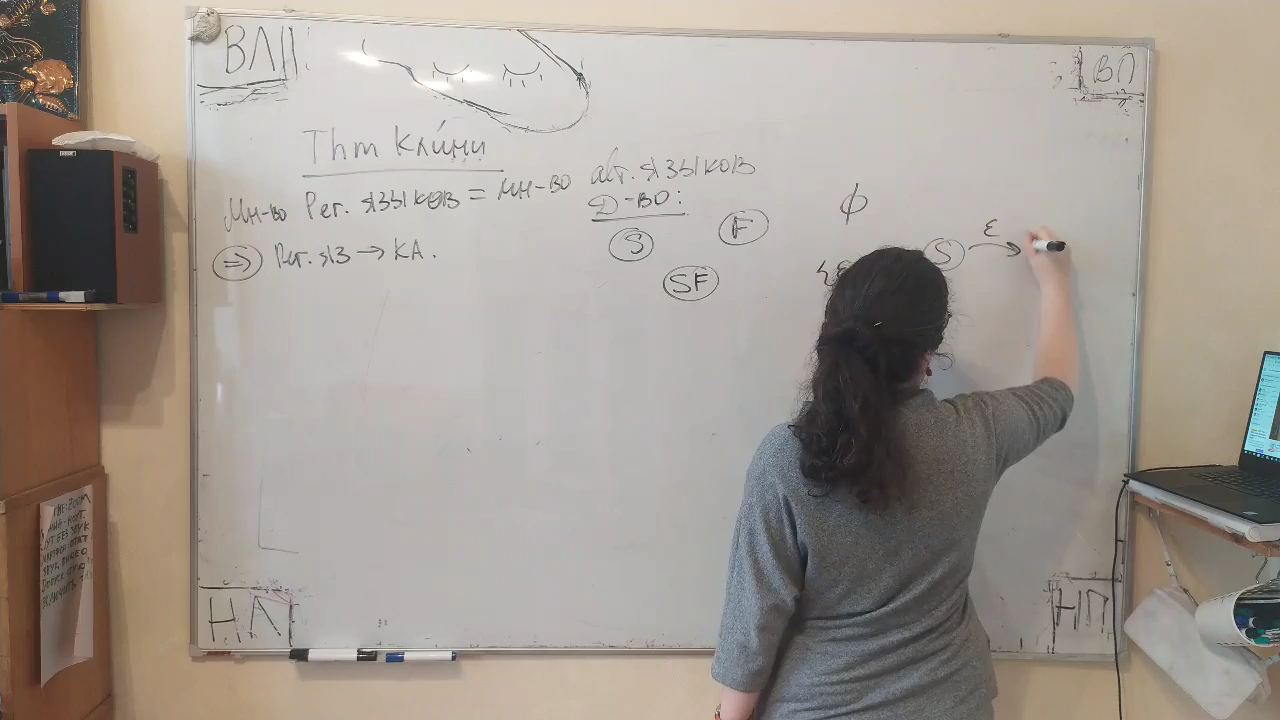 ВЛП
ВП
Thm Клини
Мн-во Рег. языков = мн-во авт. языков
Д-во:
⇒ Рег. яз → КА.
S
F
SF
ϕ
{ε
S ε
НЛ
НП